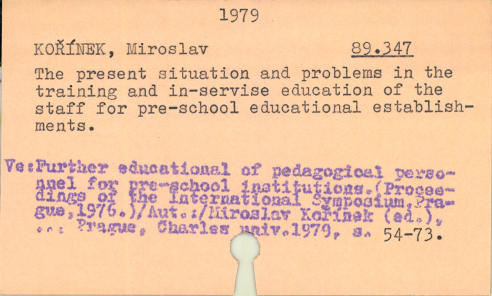 1979
KOŘÍNEK, Miroslav 89.347
The present situation and problems in the
training and in-servise education of the
staff for pre-school educational establish-
ments.
Ve:Further educational of pedagogical perso-
nnel for pre-school institutions.(Procee-
dings of the International Symposium,Pra-
gue,1976.)/Aut.:/Miroslav Kořínek (ed.),
... Prague, Charles univ.1979, s. 54-73.